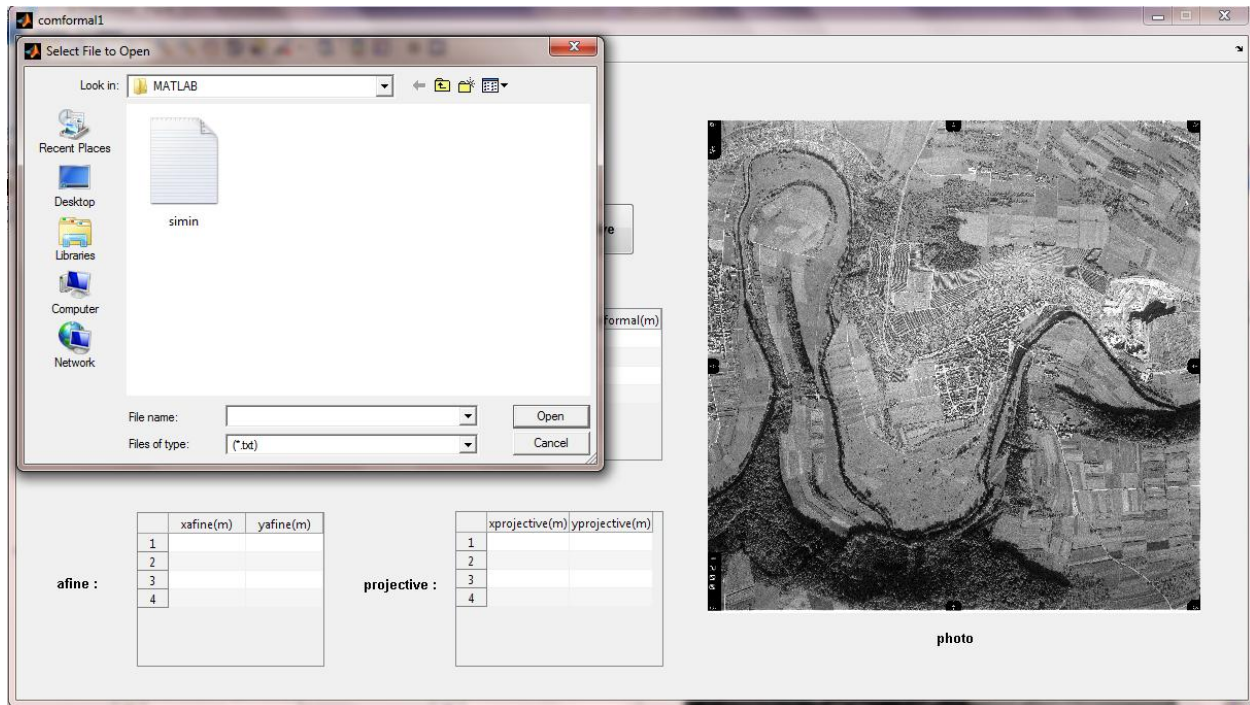 comformal1
Select File to Open
Look in:
MATLAB
Recent Places
Desktop
Libraries
Computer
Network
simin
File name:
Open
Files of type:
(*.txt)
Cancel
formal(m)
xafine(m) yafine(m)
1
2
3
4
afine :
xprojective(m) yprojective(m)
1
2
3
4
projective :
photo